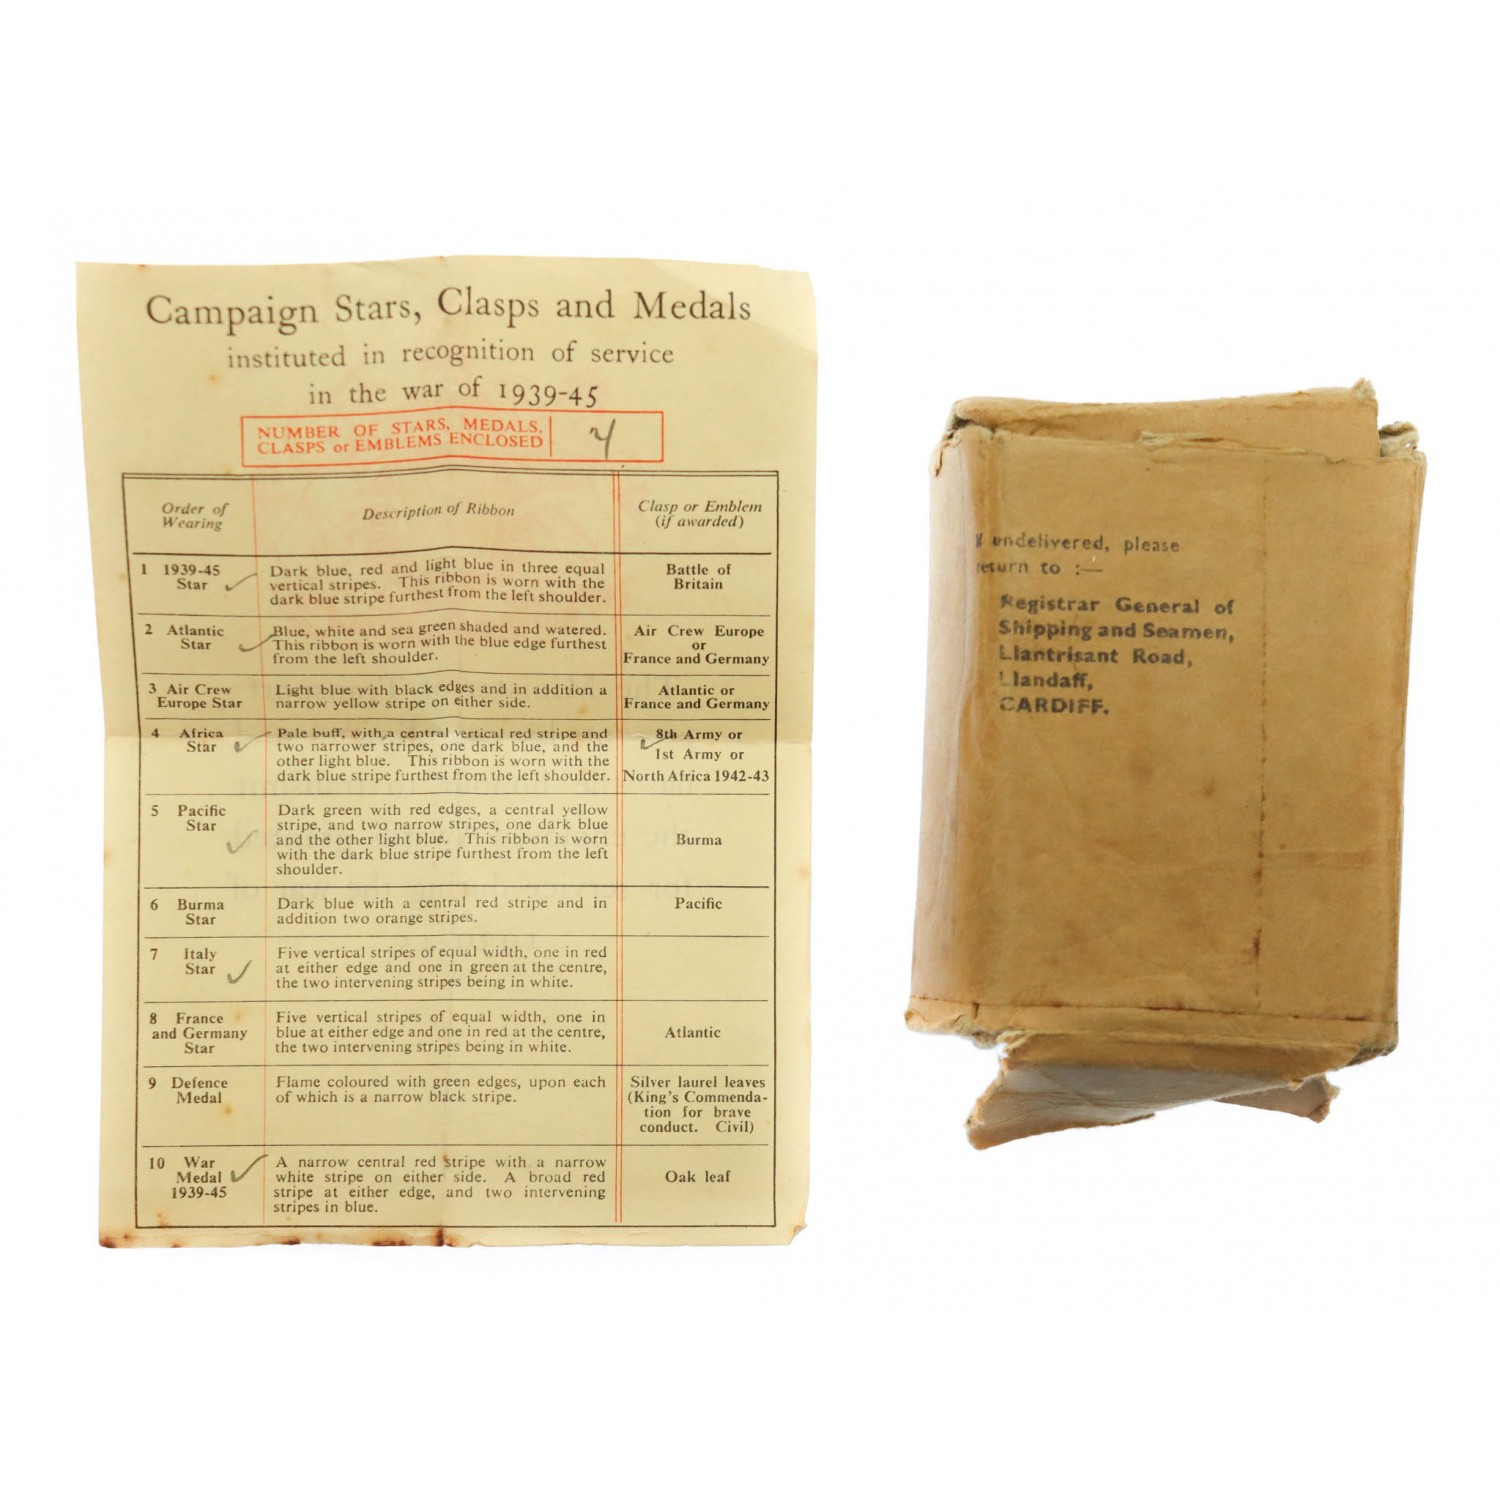 Campaign Stars, Clasps and Medals
instituted in recognition of service
in the war of 1939-45
NUMBER OF STARS, MEDALS,
CLASPS or EMBLEMS ENCLOSED
Order of
Wearing
Description of Ribbon
Clasp or Emblem
(if awarded)
1 1939-45
Star
Dark blue, red and light blue in three equal
vertical stripes. This ribbon is worn with the
dark blue stripe furthest from the left shoulder.
Battle of
Britain
2 Atlantic
Star
Blue, white and sea green shaded and watered.
This ribbon is worn with the blue edge furthest
from the left shoulder.
Air Crew Europe
or
France and Germany
3 Air Crew
Europe Star
Light blue with black edges and in addition a
narrow yellow stripe on either side.
Atlantic or
France and Germany
4 Africa
Star
Pale buff, with a central vertical red stripe and
two narrower stripes, one dark blue, and the
other light blue. This ribbon is worn with the
dark blue stripe furthest from the left shoulder.
8th Army or
1st Army or
North Africa 1942-43
5 Pacific
Star
Dark green with red edges, a central yellow
stripe, and two narrow stripes, one dark blue
and the other light blue. This ribbon is worn
with the dark blue stripe furthest from the left
shoulder.
Burma
6 Burma
Star
Dark blue with a central red stripe and in
addition two orange stripes.
Pacific
7 Italy
Star
Five vertical stripes of equal width, one in red
at either edge and one in green at the centre,
the two intervening stripes being in white.
8 France
and Germany
Star
Five vertical stripes of equal width, one in
blue at either edge and one in red at the centre,
the two intervening stripes being in white.
Atlantic
9 Defence
Medal
Flame coloured with green edges, upon each
of which is a narrow black stripe.
Silver laurel leaves
(King's Commenda-
tion for brave
conduct. Civil)
10 War
Medal
1939-45
A narrow central red stripe with a narrow
white stripe on either side. A broad red
stripe at either edge, and two intervening
stripes in blue.
Oak leaf
undelivered, please
return to :—
Registrar General of
Shipping and Seamen,
Llantrisant Road,
Llandaff,
CARDIFF.